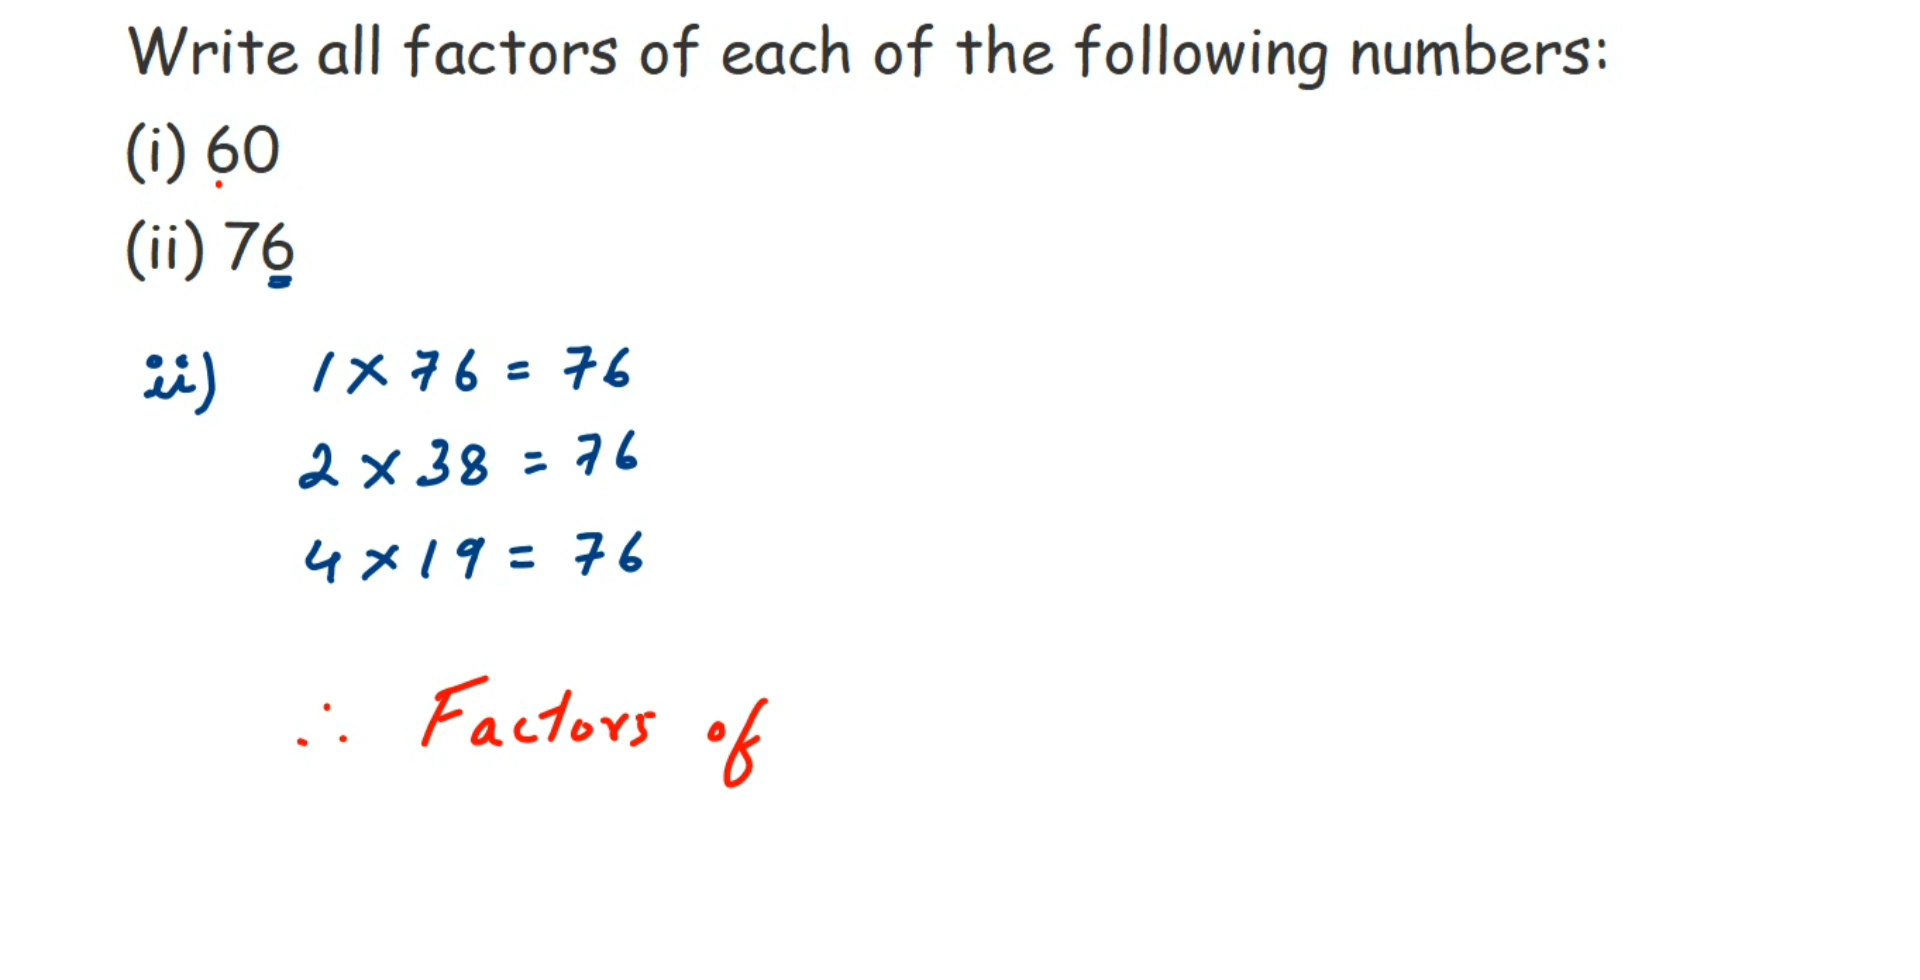 Write all factors of each of the following numbers:
(i) 60
(ii) 76
ii) 1 × 76 = 76
2 × 38 = 76
4 × 19 = 76
∴ Factors of